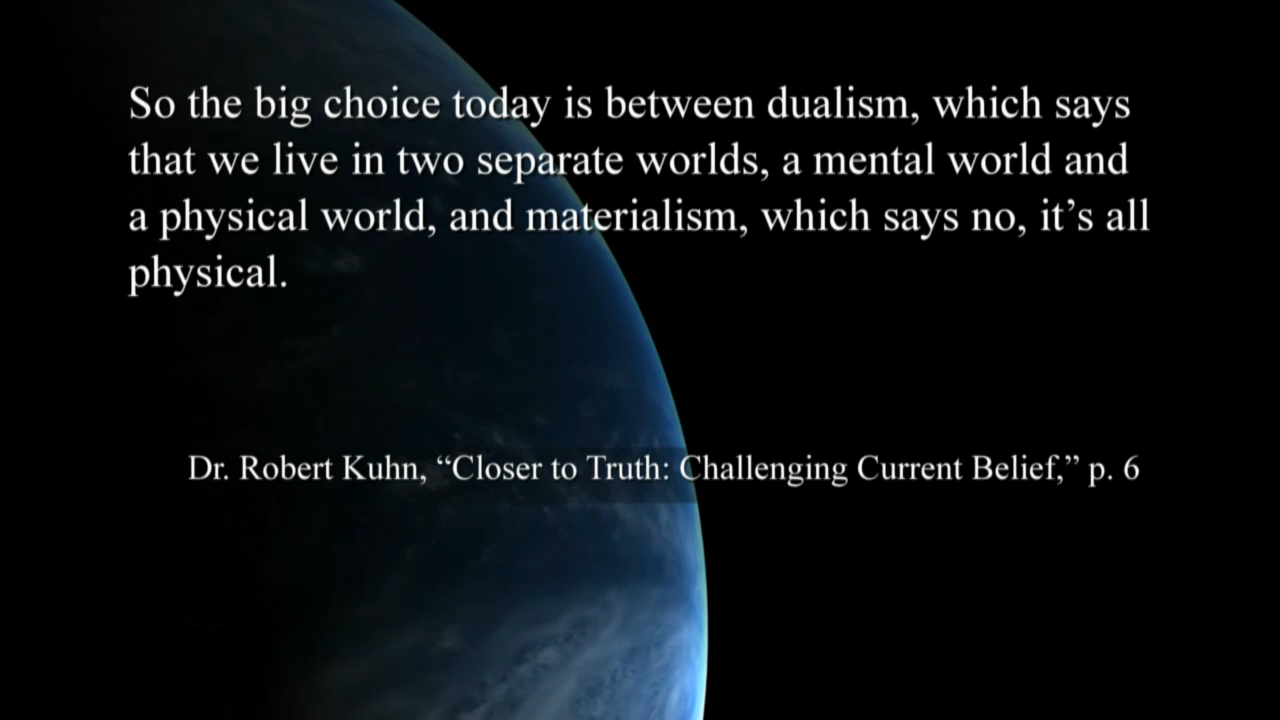 So the big choice today is between dualism, which says
that we live in two separate worlds, a mental world and
a physical world, and materialism, which says no, it’s all
physical.
Dr. Robert Kuhn, “Closer to Truth: Challenging Current Belief,” p. 6